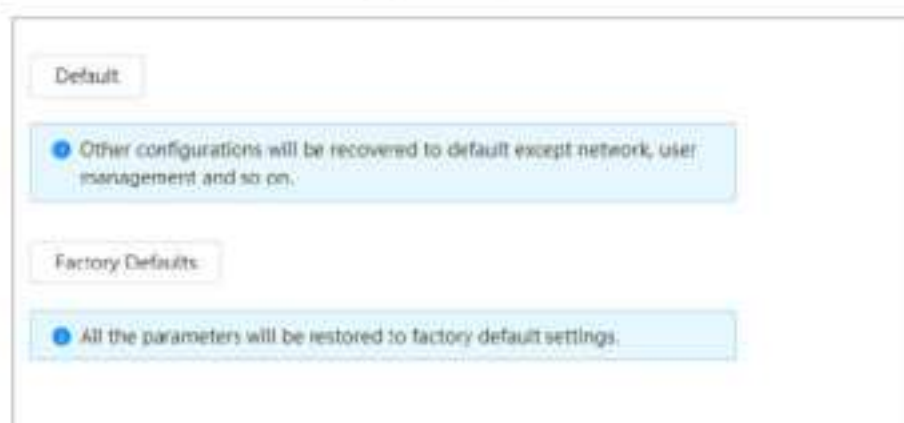 Default
Other configurations will be recovered to default except network, user
management and so on.
Factory Defaults
All the parameters will be restored to factory default settings.